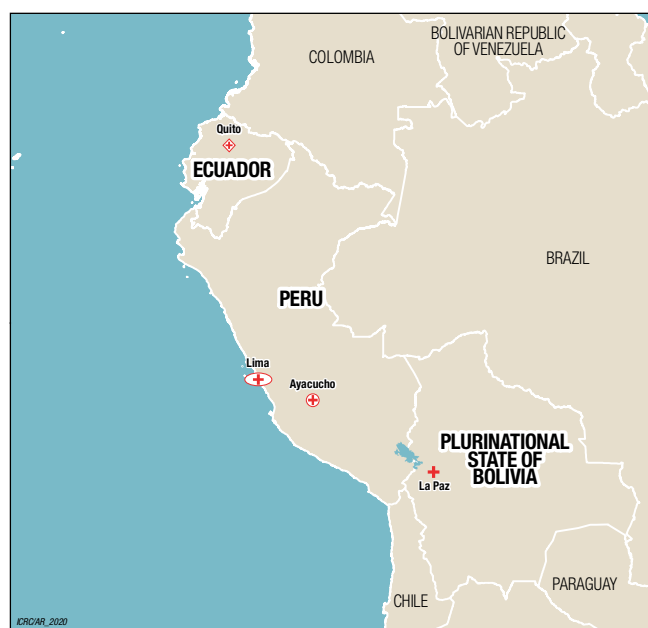 BOLIVARIAN REPUBLIC
OF VENEZUELA
COLOMBIA
Quito
ECUADOR
BRAZIL
PERU
Lima
Ayacucho
PLURINATIONAL
STATE OF
BOLIVIA
La Paz
PARAGUAY
CHILE
ICRC/AR_2020